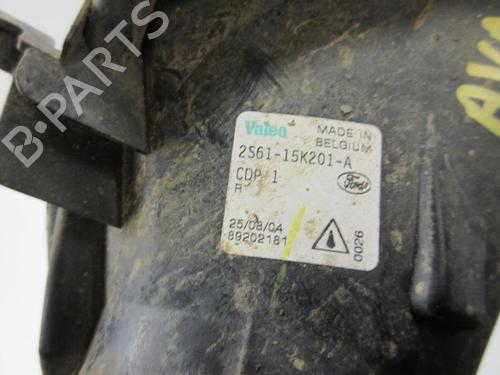 Valeo
MADE IN
BELGIUM
2S61-15K201-A
CDP 1
R
Ford
25/08/04
89202181
0026
B-PARTS